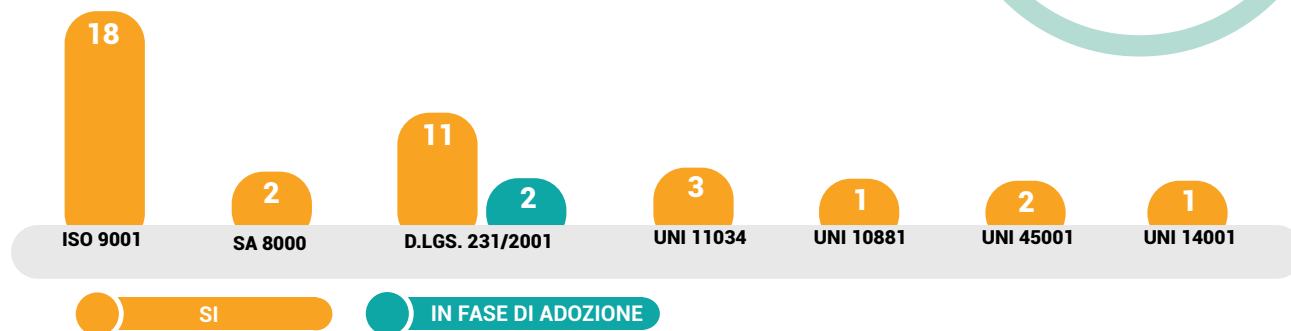 18
2
11
2
3
1
2
1
ISO 9001
SA 8000
D.LGS. 231/2001
UNI 11034
UNI 10881
UNI 45001
UNI 14001
SI
IN FASE DI ADOZIONE